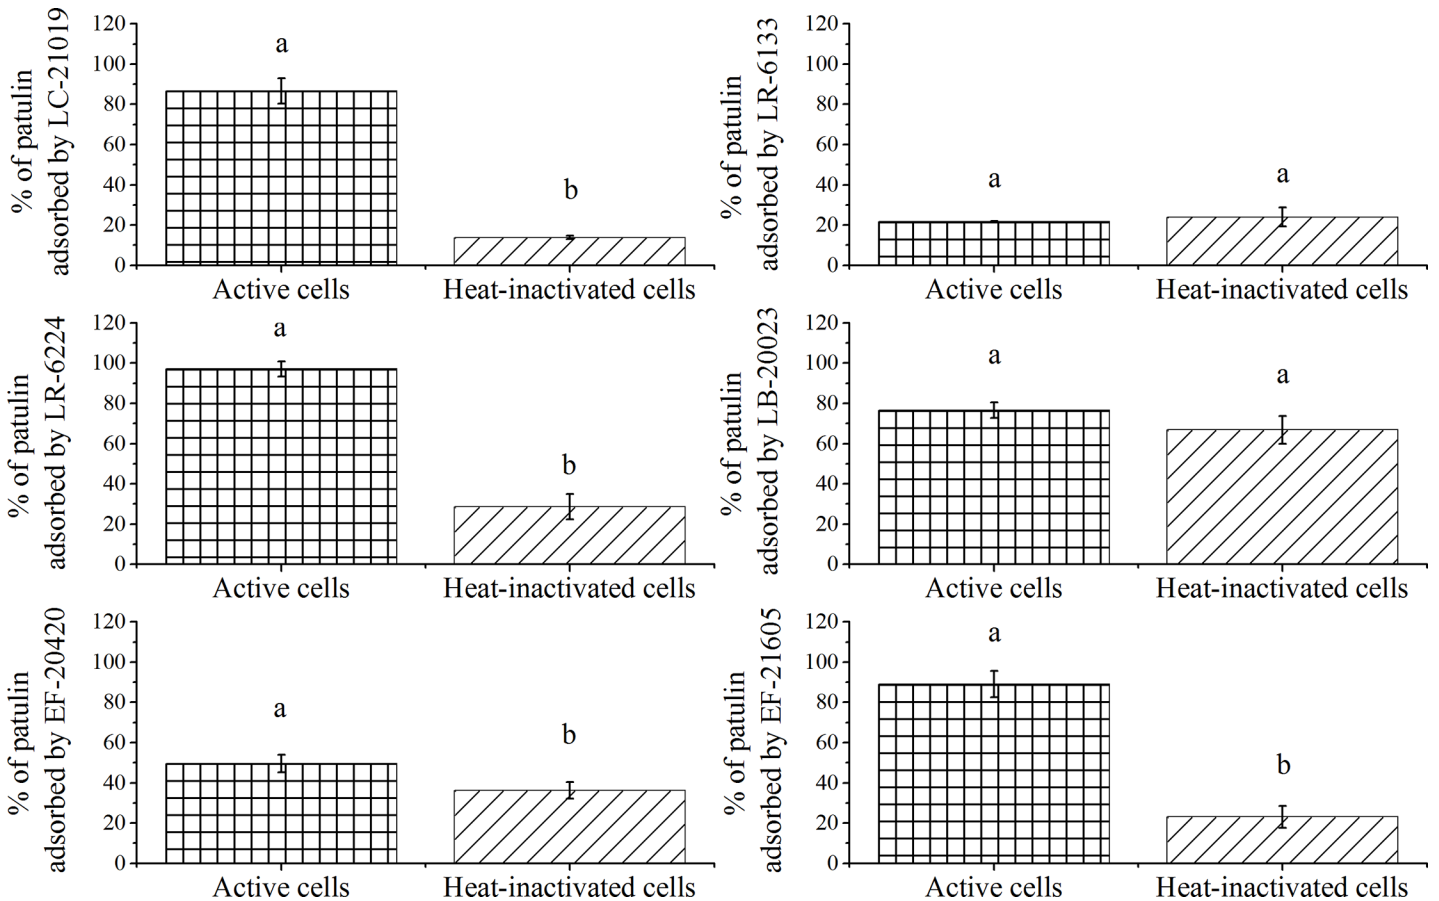 % of patulin
adsorbed by LC-21019
120
100
80
60
40
20
0
a
b
Active cells
Heat-inactivated cells
% of patulin
adsorbed by LR-6133
120
100
80
60
40
20
0
a
a
Active cells
Heat-inactivated cells
% of patulin
adsorbed by LR-6224
120
100
80
60
40
20
0
a
b
Active cells
Heat-inactivated cells
% of patulin
adsorbed by LB-20023
120
100
80
60
40
20
0
a
a
Active cells
Heat-inactivated cells
% of patulin
adsorbed by EF-20420
120
100
80
60
40
20
0
a
b
Active cells
Heat-inactivated cells
% of patulin
adsorbed by EF-21605
120
100
80
60
40
20
0
a
b
Active cells
Heat-inactivated cells